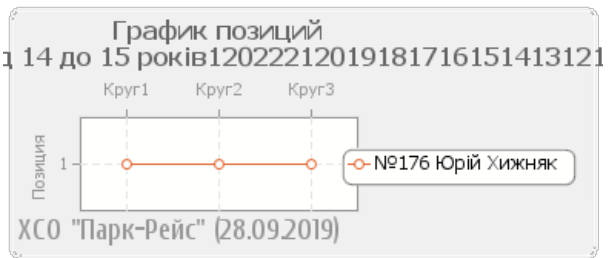 График позиций
14 до 15 років12022212019181716151413121
Круг1 Круг2 Круг3
Позиция
1
№176 Юрій Хижняк
ХСО "Парк-Рейс" (28.09.2019)